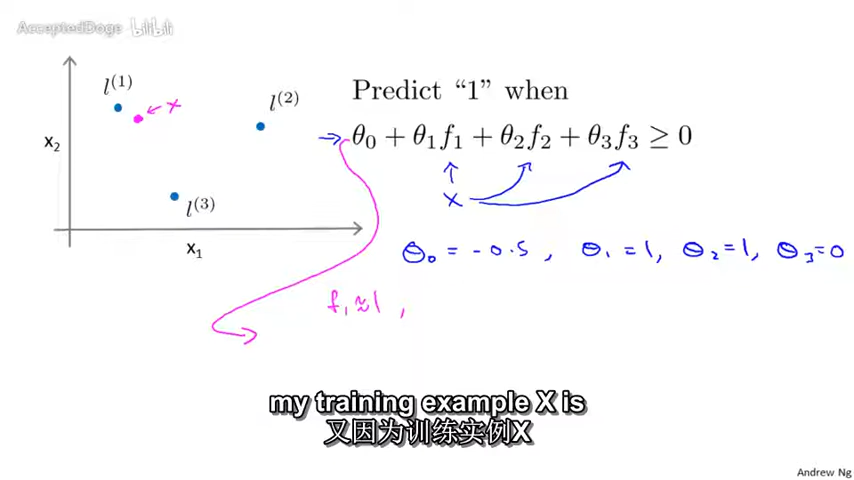 AcceptedDoge bilibili
l⁽¹⁾
x
l⁽²⁾
x₂
l⁽³⁾
x₁
Predict “1” when
θ₀ + θ₁f₁ + θ₂f₂ + θ₃f₃ ≥ 0
x
θ₀ = -0.5, θ₁ = 1, θ₂ = 1, θ₃ = 0
f₁ ≈ 1,
my training example X is
又因为训练实例X
Andrew Ng